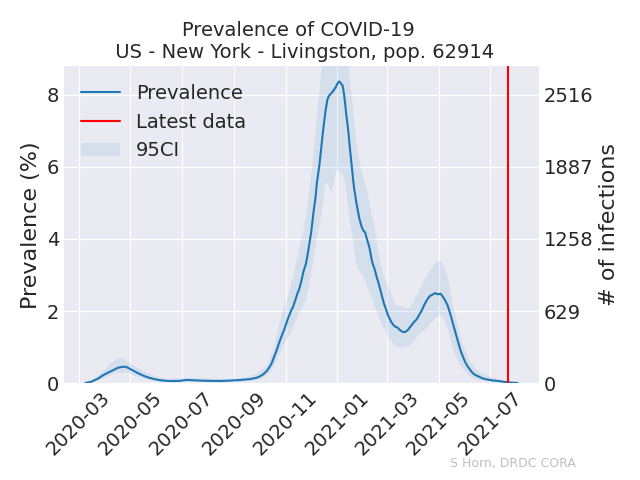 Prevalence of COVID-19
US - New York - Livingston, pop. 62914
Prevalence
Latest data
95CI
Prevalence (%)
8
6
4
2
0
2516
1887
1258
629
0
# of infections
2020-03
2020-05
2020-07
2020-09
2020-11
2021-01
2021-03
2021-05
2021-07
S Horn, DRDC CORA